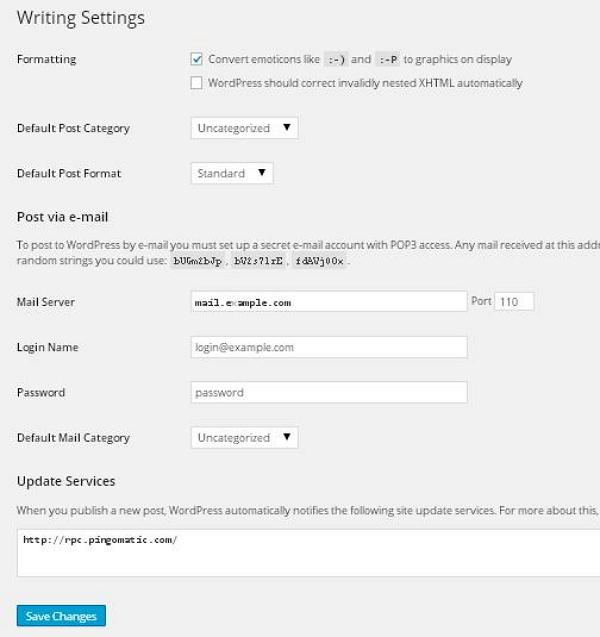 Writing Settings
Formatting
Convert emoticons like :-) and :-P to graphics on display
WordPress should correct invalidly nested XHTML automatically
Default Post Category Uncategorized
Default Post Format Standard
Post via e-mail
To post to WordPress by e-mail you must set up a secret e-mail account with POP3 access. Any mail received at this addr
random strings you could use: bUGm2bJp , bV2s7lrE , fdAVj00x .
Mail Server mail.example.com Port 110
Login Name login@example.com
Password password
Default Mail Category Uncategorized
Update Services
When you publish a new post, WordPress automatically notifies the following site update services. For more about this,
http://rpc.pingomatic.com/
Save Changes